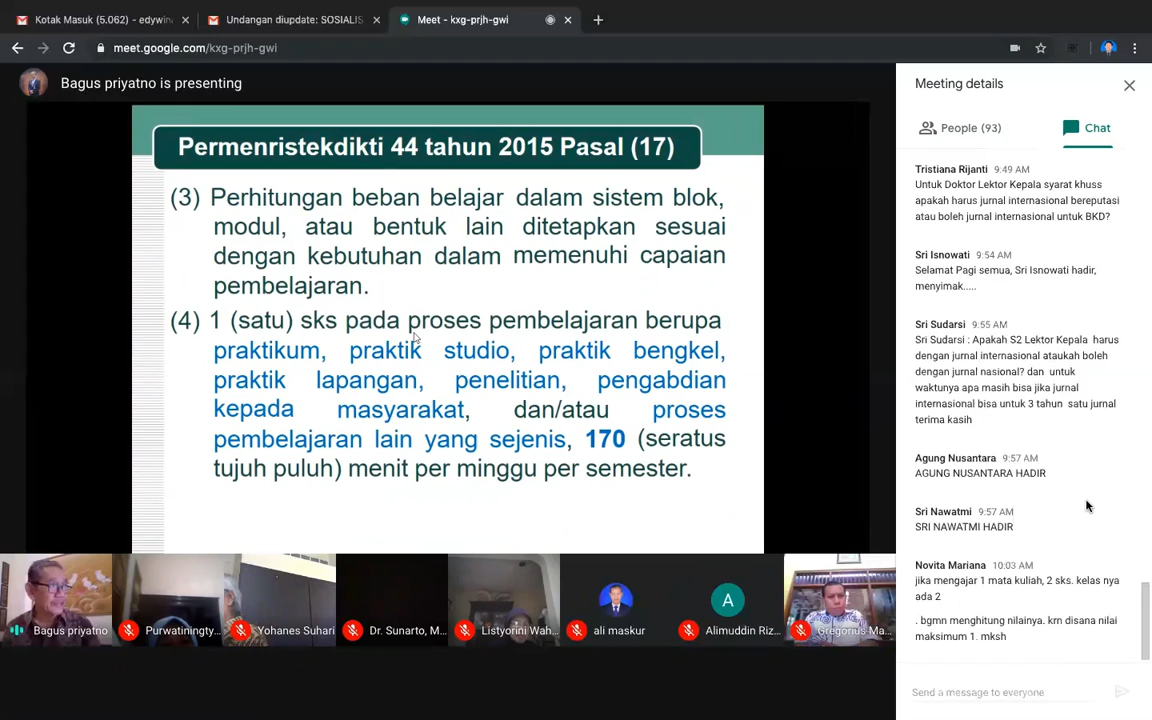 Kotak Masuk (5.062) - edywin
Undangan diupdate: SOSIALIS
Meet - kxg-prjh-gwi
meet.google.com/kxg-prjh-gwi
Bagus priyatno is presenting
Permenristekdikti 44 tahun 2015 Pasal (17)
(3) Perhitungan beban belajar dalam sistem blok,
modul, atau bentuk lain ditetapkan sesuai
dengan kebutuhan dalam memenuhi capaian
pembelajaran.
(4) 1 (satu) sks pada proses pembelajaran berupa
praktikum, praktik studio, praktik bengkel,
praktik lapangan, penelitian, pengabdian
kepada masyarakat, dan/atau proses
pembelajaran lain yang sejenis, 170 (seratus
tujuh puluh) menit per minggu per semester.
Bagus priyatno
Purwatiningty...
Yohanes Suhari
Dr. Sunarto, M...
Listyorini Wah...
ali maskur
A
Alimuddin Riz...
Gregorius Ma...
Meeting details
People (93)
Chat
Tristiana Rijanti 9:49 AM
Untuk Doktor Lektor Kepala syarat khuss
apakah harus jurnal internasional bereputasi
atau boleh jurnal internasional untuk BKD?
Sri Isnowati 9:54 AM
Selamat Pagi semua, Sri Isnowati hadir,
menyimak.....
Sri Sudarsi 9:55 AM
Sri Sudarsi : Apakah S2 Lektor Kepala harus
dengan jurnal internasional ataukah boleh
dengan jurnal nasional? dan untuk
waktunya apa masih bisa jika jurnal
internasional bisa untuk 3 tahun satu jurnal
terima kasih
Agung Nusantara 9:57 AM
AGUNG NUSANTARA HADIR
Sri Nawatmi 9:57 AM
SRI NAWATMI HADIR
Novita Mariana 10:03 AM
jika mengajar 1 mata kuliah, 2 sks. kelas nya
ada 2
. bgmn menghitung nilainya. krn disana nilai
maksimum 1. mksh
Send a message to everyone